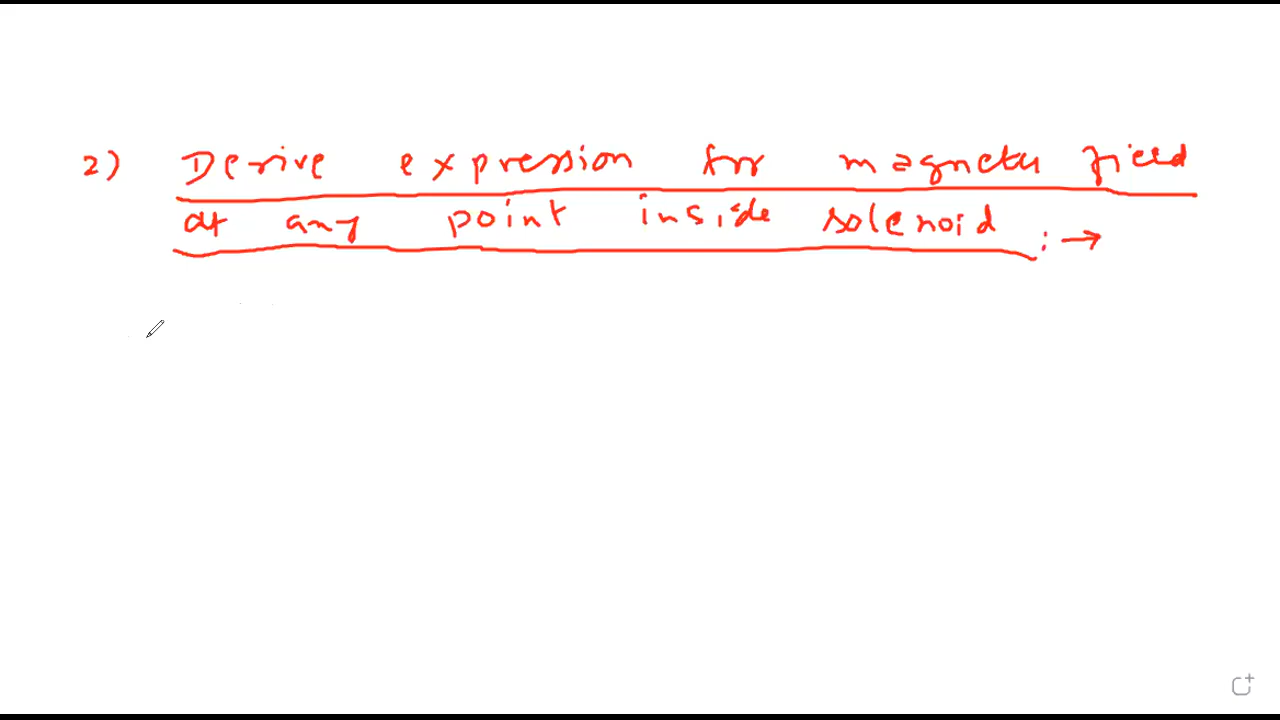 2) Derive expression for magnetic field
at any point inside solenoid : →